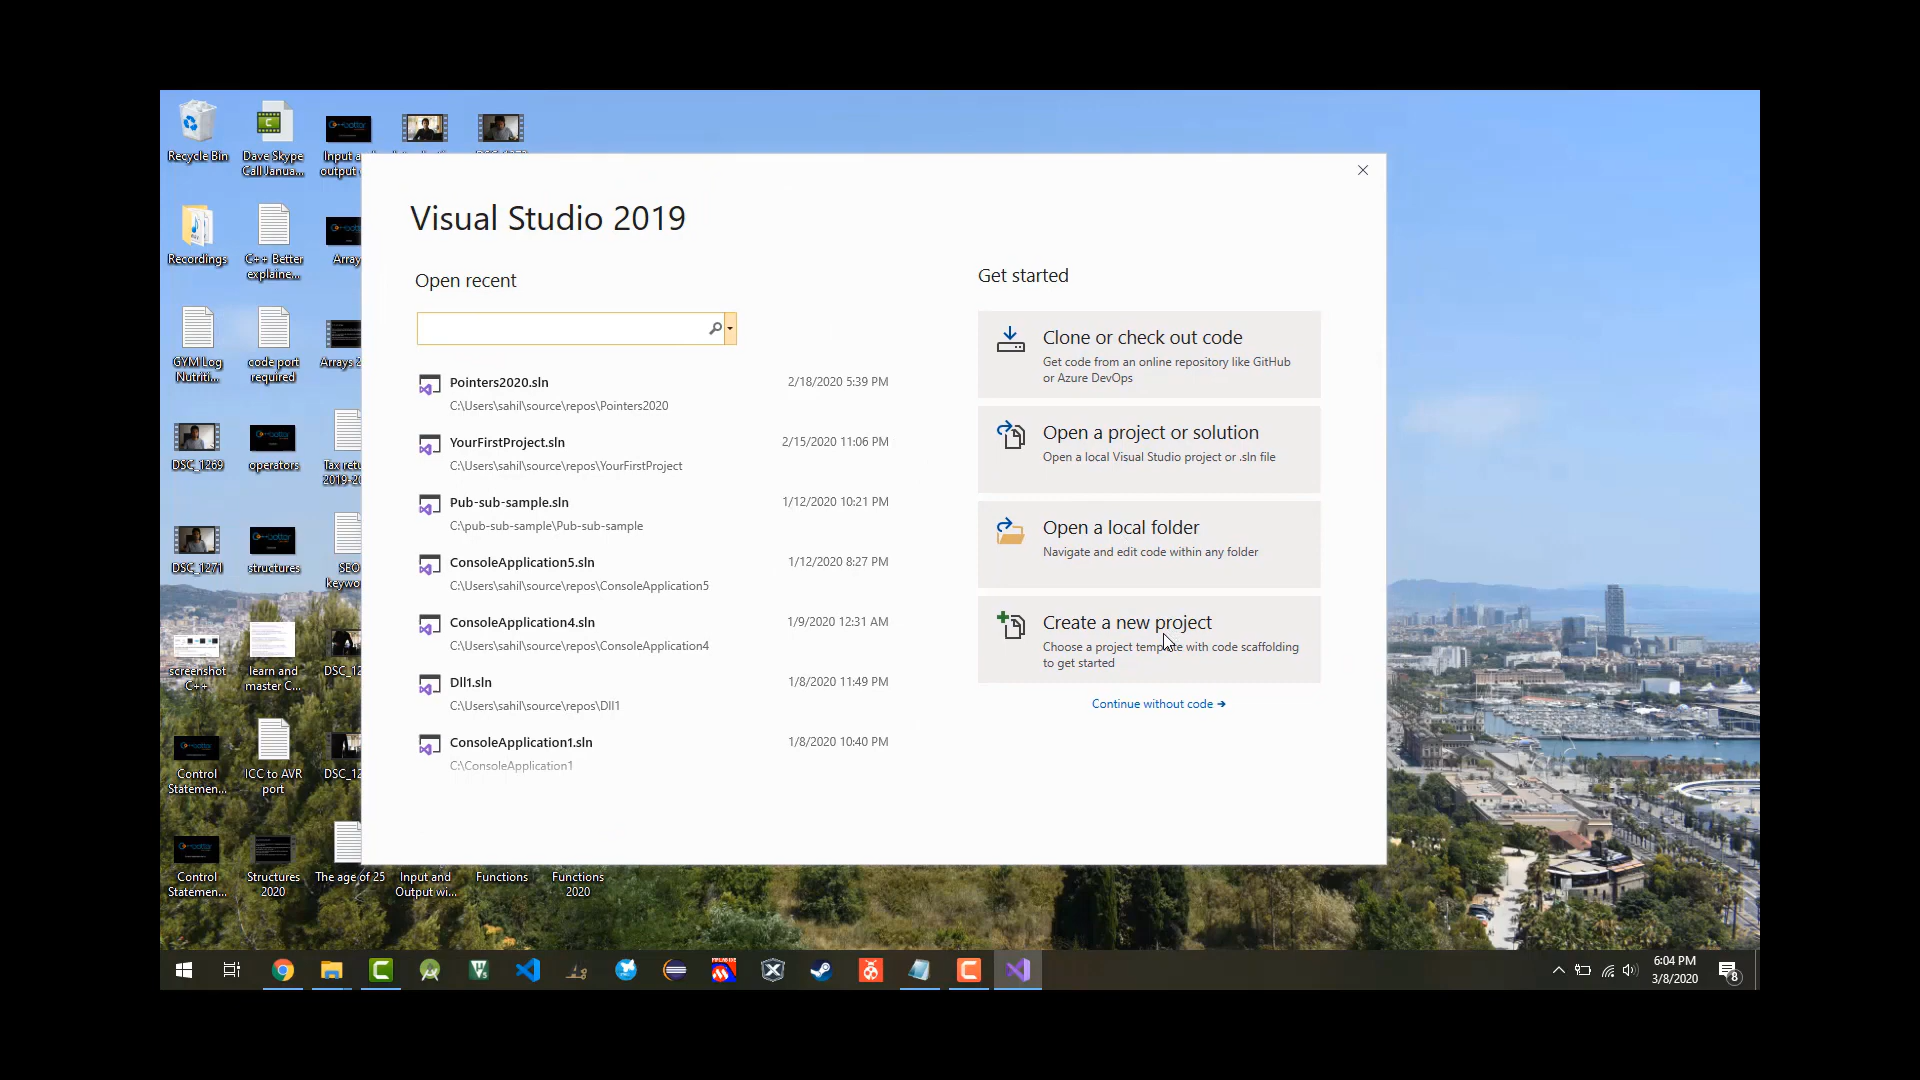 Recycle Bin
Dave Skype
Call Janua...
Input a
output
Recordings
C++ Better
explaine...
Array
GYM Log
Nutriti...
code port
required
Arrays 2
DSC_1269
operators
Tax retu
2019-20
DSC_1271
structures
SEO
keywo
screenshot
C++
learn and
master C...
DSC_12
Control
Statemen...
ICC to AVR
port
DSC_12
Control
Statemen...
Structures
2020
The age of 25
Input and
Output wi...
Functions
Functions
2020
Visual Studio 2019
Open recent
Pointers2020.sln
2/18/2020 5:39 PM
C:\Users\sahil\source\repos\Pointers2020
YourFirstProject.sln
2/15/2020 11:06 PM
C:\Users\sahil\source\repos\YourFirstProject
Pub-sub-sample.sln
1/12/2020 10:21 PM
C:\pub-sub-sample\Pub-sub-sample
ConsoleApplication5.sln
1/12/2020 8:27 PM
C:\Users\sahil\source\repos\ConsoleApplication5
ConsoleApplication4.sln
1/9/2020 12:31 AM
C:\Users\sahil\source\repos\ConsoleApplication4
Dll1.sln
1/8/2020 11:49 PM
C:\Users\sahil\source\repos\Dll1
ConsoleApplication1.sln
1/8/2020 10:40 PM
C:\ConsoleApplication1
Get started
Clone or check out code
Get code from an online repository like GitHub
or Azure DevOps
Open a project or solution
Open a local Visual Studio project or .sln file
Open a local folder
Navigate and edit code within any folder
Create a new project
Choose a project template with code scaffolding
to get started
Continue without code
6:04 PM
3/8/2020
8